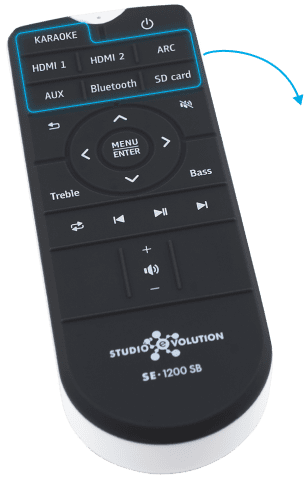 KARAOKE
HDMI 1 HDMI 2 ARC
AUX Bluetooth SD card
MENU
ENTER
Treble Bass
+
−
STUDIO EVOLUTION
SE·1200 SB